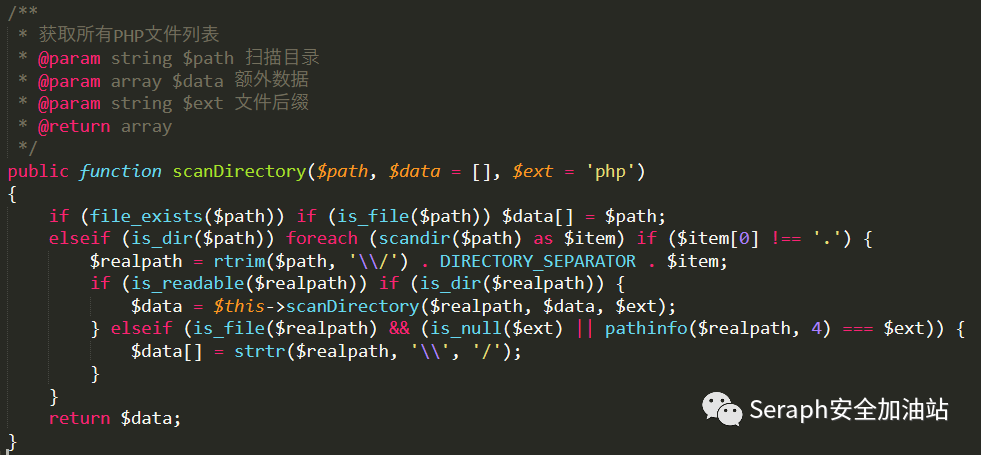 /**
 * 获取所有PHP文件列表
 * @param string $path 扫描目录
 * @param array $data 额外数据
 * @param string $ext 文件后缀
 * @return array
 */
public function scanDirectory($path, $data = [], $ext = 'php')
{
    if (file_exists($path)) if (is_file($path)) $data[] = $path;
    elseif (is_dir($path)) foreach (scandir($path) as $item) if ($item[0] !== '.') {
        $realpath = rtrim($path, '\\/') . DIRECTORY_SEPARATOR . $item;
        if (is_readable($realpath)) if (is_dir($realpath)) {
            $data = $this->scanDirectory($realpath, $data, $ext);
        } elseif (is_file($realpath) && (is_null($ext) || pathinfo($realpath, 4) === $ext)) {
            $data[] = strtr($realpath, '\\', '/');
        }
    }
    return $data;
}
Seraph安全加油站